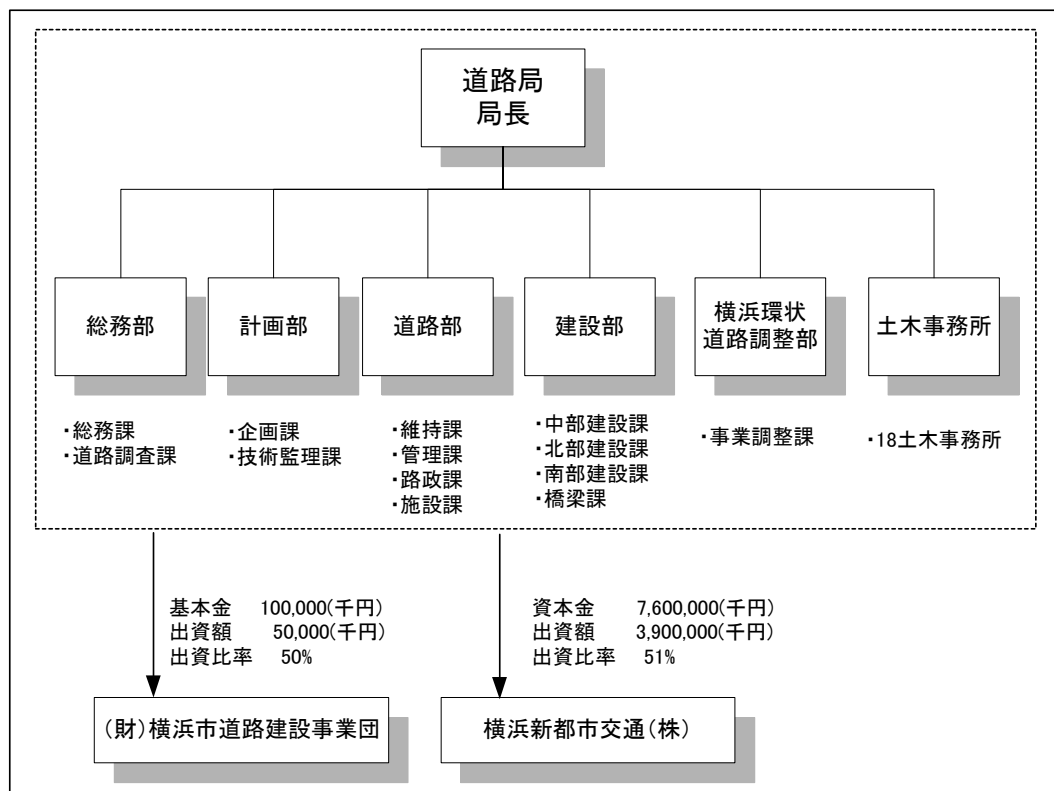 道路局
局長
総務部
計画部
道路部
建設部
横浜環状
道路調整部
土木事務所
・総務課
・道路調査課
・企画課
・技術監理課
・維持課
・管理課
・路政課
・施設課
・中部建設課
・北部建設課
・南部建設課
・橋梁課
・事業調整課
・18土木事務所
基本金 100,000(千円)
出資額 50,000(千円)
出資比率 50%
資本金 7,600,000(千円)
出資額 3,900,000(千円)
出資比率 51%
(財)横浜市道路建設事業団
横浜新都市交通(株)